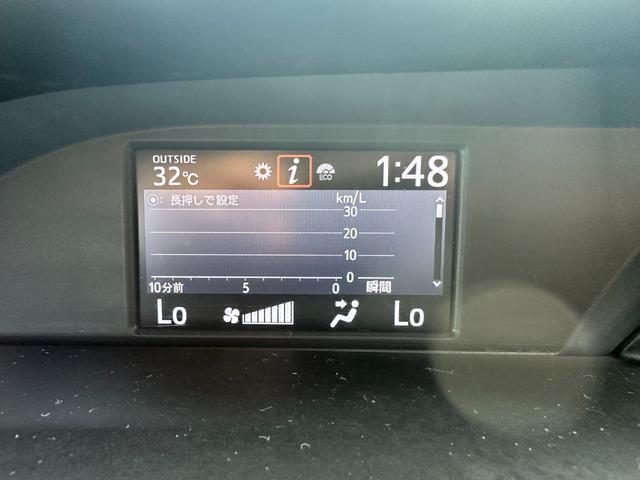 OUTSIDE
32℃ i ECO 1:48
◎: 長押しで設定 km/L
30
20
10
0
10分前 5 0 瞬間
Lo Lo